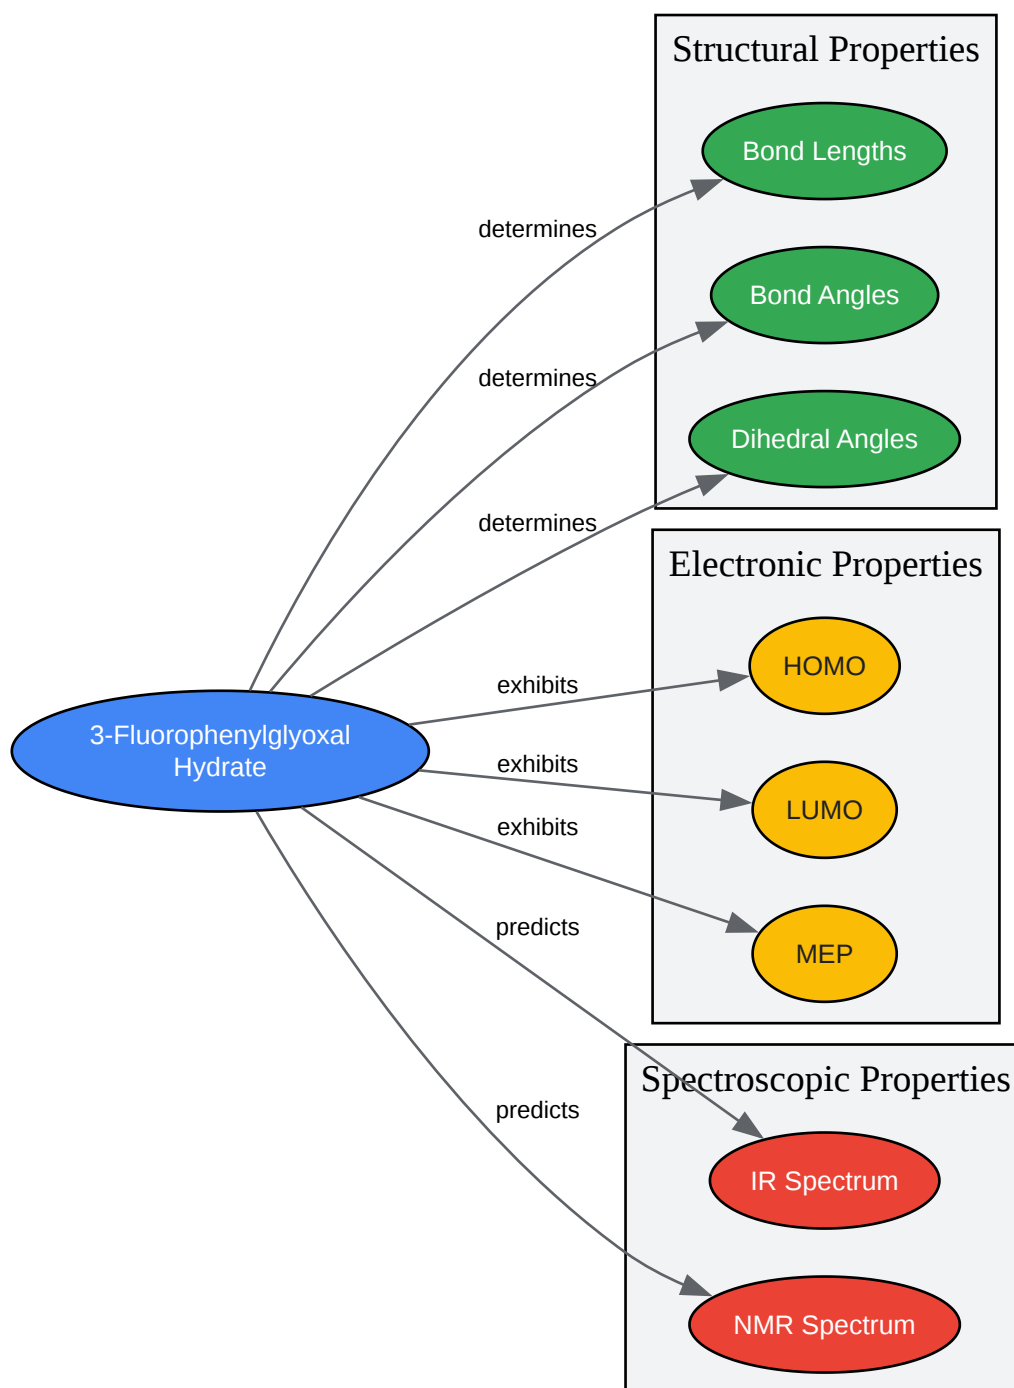 Structural Properties
Bond Lengths
determines
Bond Angles
determines
Dihedral Angles
determines
Electronic Properties
HOMO
exhibits
3-Fluorophenylglyoxal
Hydrate
exhibits
LUMO
exhibits
predicts
MEP
Spectroscopic Properties
predicts
IR Spectrum
NMR Spectrum